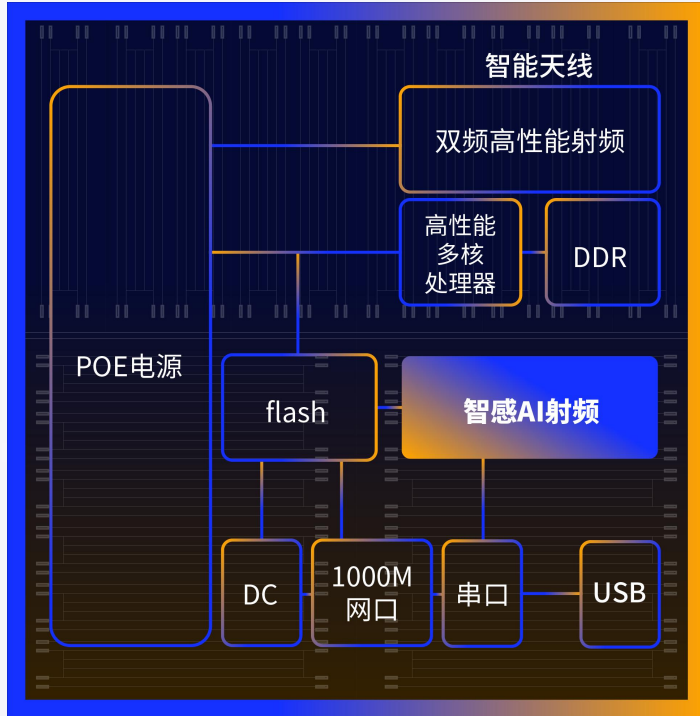 智能天线
双频高性能射频
高性能
多核
处理器
DDR
POE电源
flash
智感AI射频
DC
1000M
网口
串口
USB